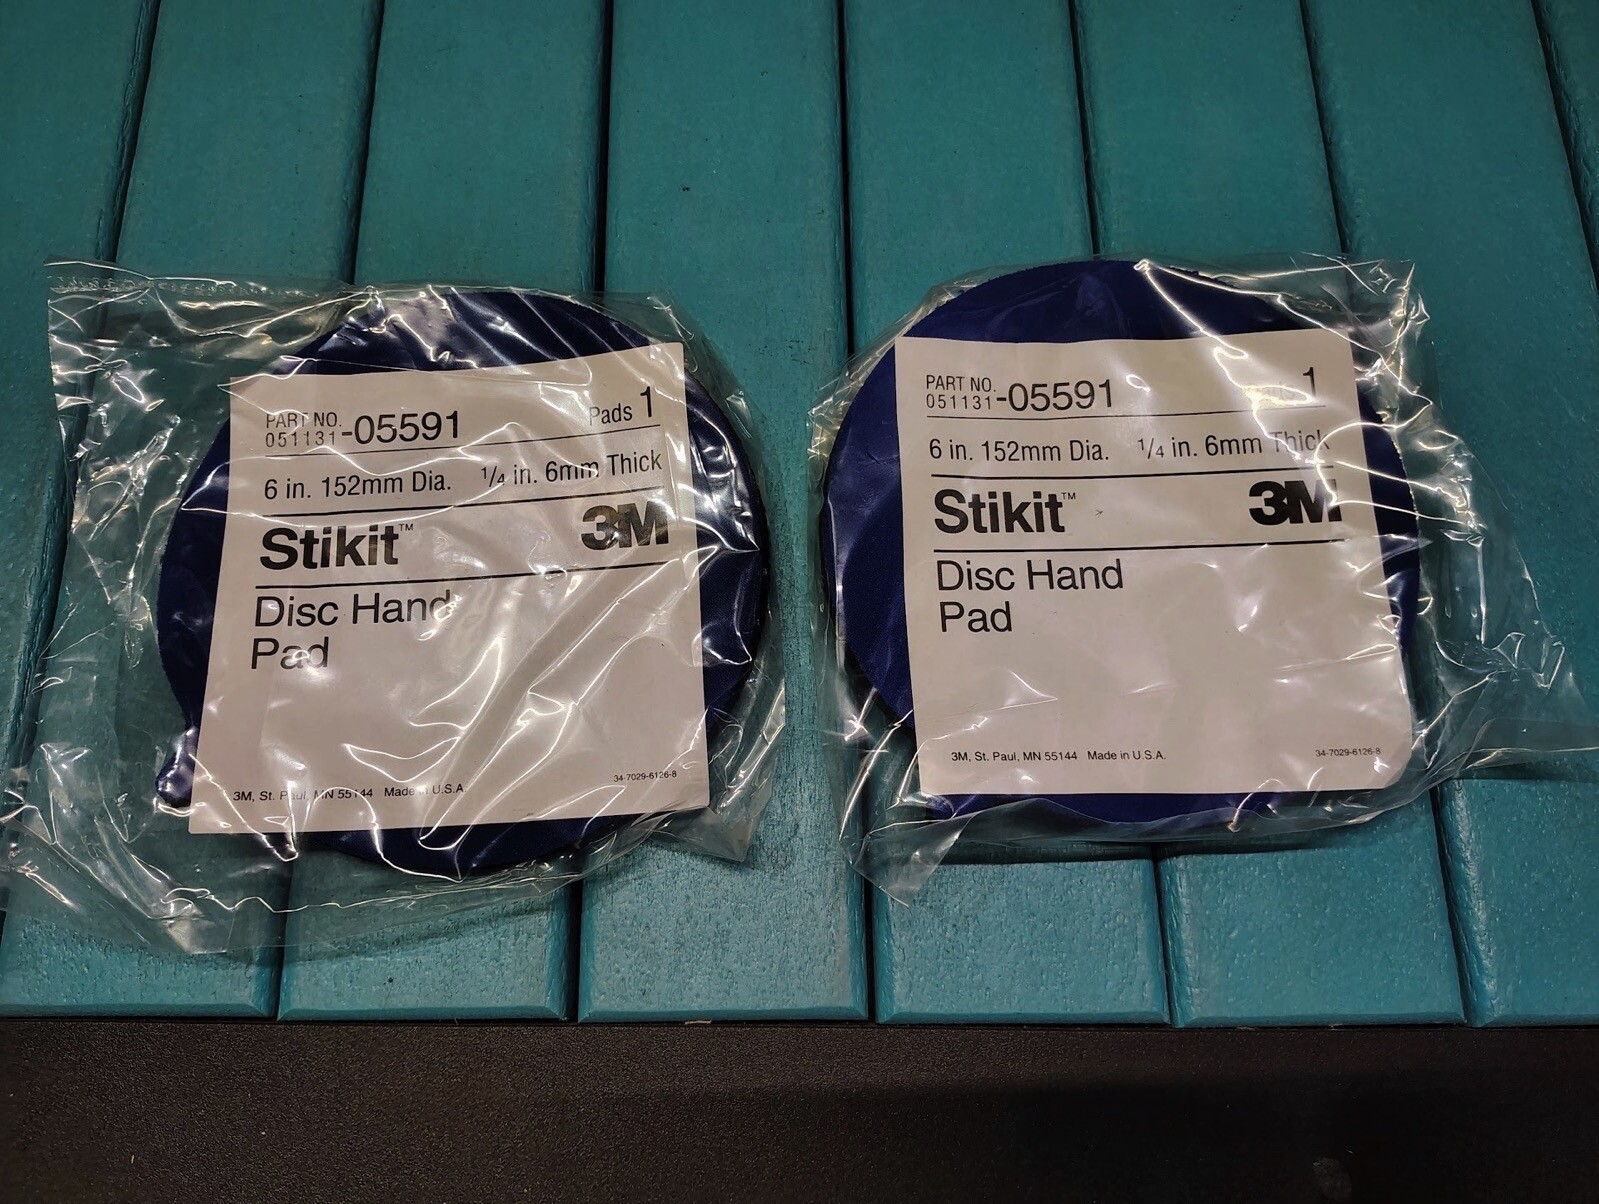 PART NO.
051131-05591 Pads 1
6 in. 152mm Dia. 1/4 in. 6mm Thick
Stikit™ 3M
Disc Hand
Pad
3M, St. Paul, MN 55144 Made in U.S.A. 34-7029-6126-8
PART NO.
051131-05591 1
6 in. 152mm Dia. 1/4 in. 6mm Thick
Stikit™ 3M
Disc Hand
Pad
3M, St. Paul, MN 55144 Made in U.S.A. 34-7029-6126-8